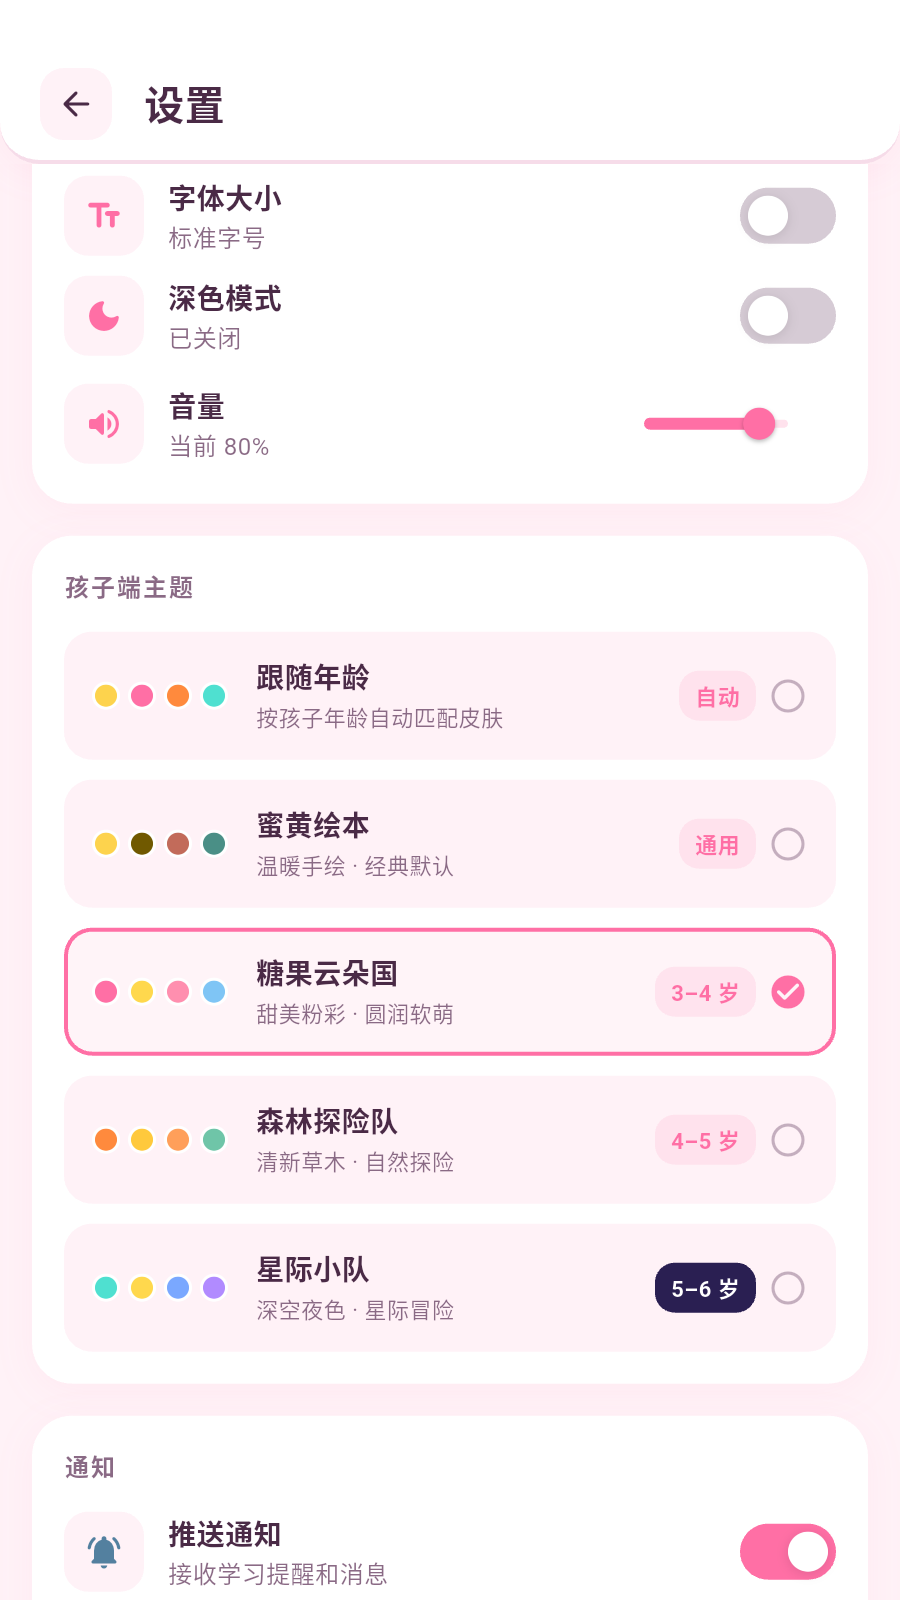 设置
字体大小
标准字号
深色模式
已关闭
音量
当前 80%
孩子端主题
跟随年龄
按孩子年龄自动匹配皮肤
自动
蜜黄绘本
温暖手绘 · 经典默认
通用
糖果云朵国
甜美粉彩 · 圆润软萌
3–4 岁
森林探险队
清新草木 · 自然探险
4–5 岁
星际小队
深空夜色 · 星际冒险
5–6 岁
通知
推送通知
接收学习提醒和消息